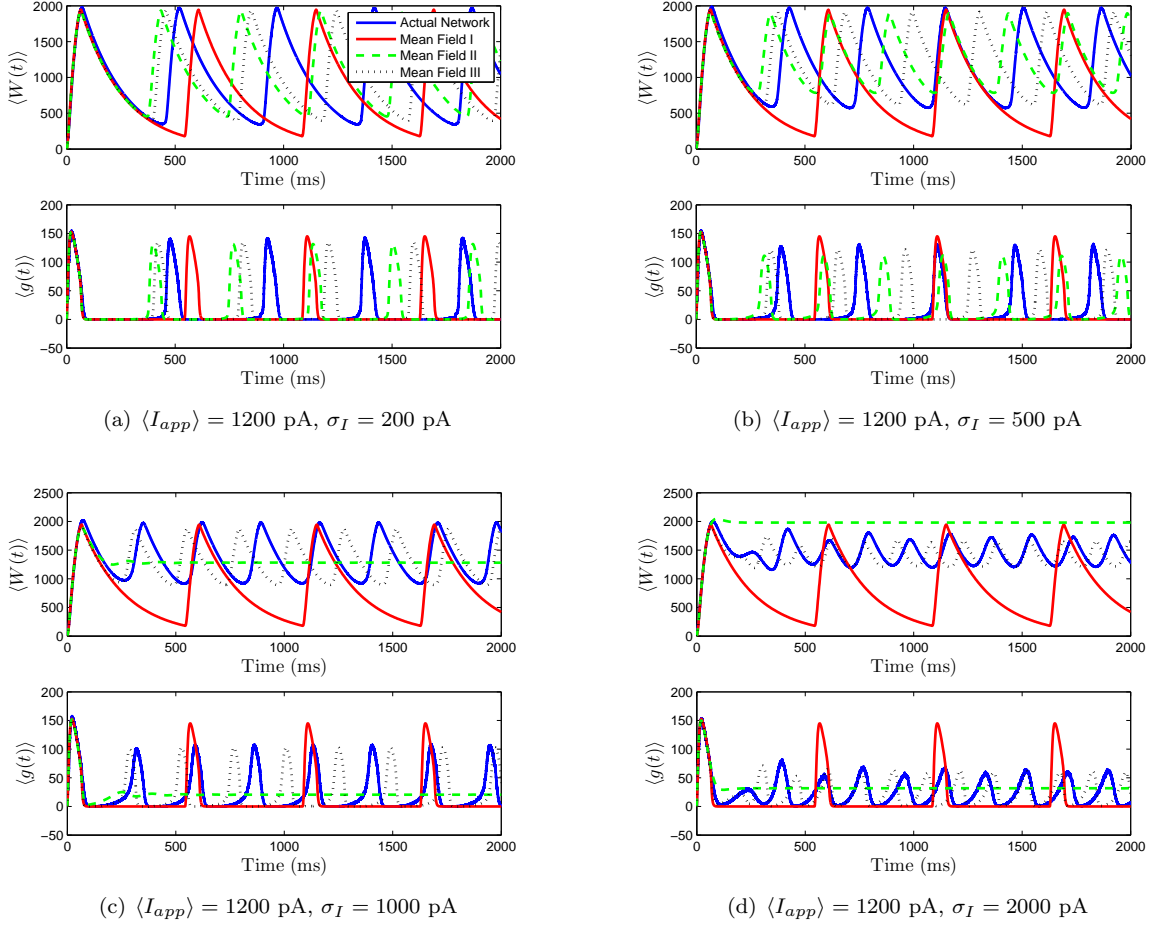 2000
1500
1000
500
0
⟨W(t)⟩
0 500 1000 1500 2000
Time (ms)
Actual Network
Mean Field I
Mean Field II
Mean Field III
200
150
100
50
0
−50
⟨g(t)⟩
0 500 1000 1500 2000
Time (ms)
(a) ⟨I_app⟩ = 1200 pA, σ_I = 200 pA
2000
1500
1000
500
0
⟨W(t)⟩
0 500 1000 1500 2000
Time (ms)
200
150
100
50
0
−50
⟨g(t)⟩
0 500 1000 1500 2000
Time (ms)
(b) ⟨I_app⟩ = 1200 pA, σ_I = 500 pA
2500
2000
1500
1000
500
0
⟨W(t)⟩
0 500 1000 1500 2000
Time (ms)
200
150
100
50
0
−50
⟨g(t)⟩
0 500 1000 1500 2000
Time (ms)
(c) ⟨I_app⟩ = 1200 pA, σ_I = 1000 pA
2500
2000
1500
1000
500
0
⟨W(t)⟩
0 500 1000 1500 2000
Time (ms)
200
150
100
50
0
−50
⟨g(t)⟩
0 500 1000 1500 2000
Time (ms)
(d) ⟨I_app⟩ = 1200 pA, σ_I = 2000 pA